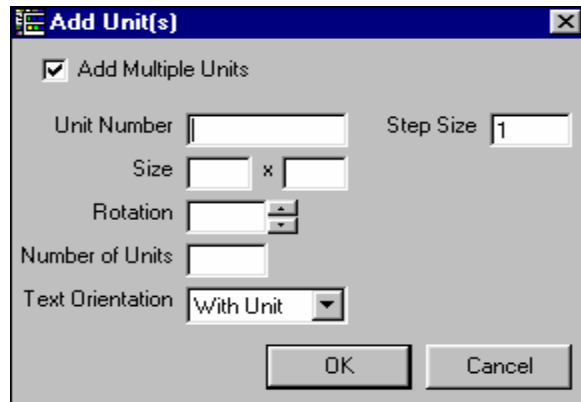 Add Unit(s)
Add Multiple Units
Unit Number Step Size 1
Size x
Rotation
Number of Units
Text Orientation With Unit
OK Cancel